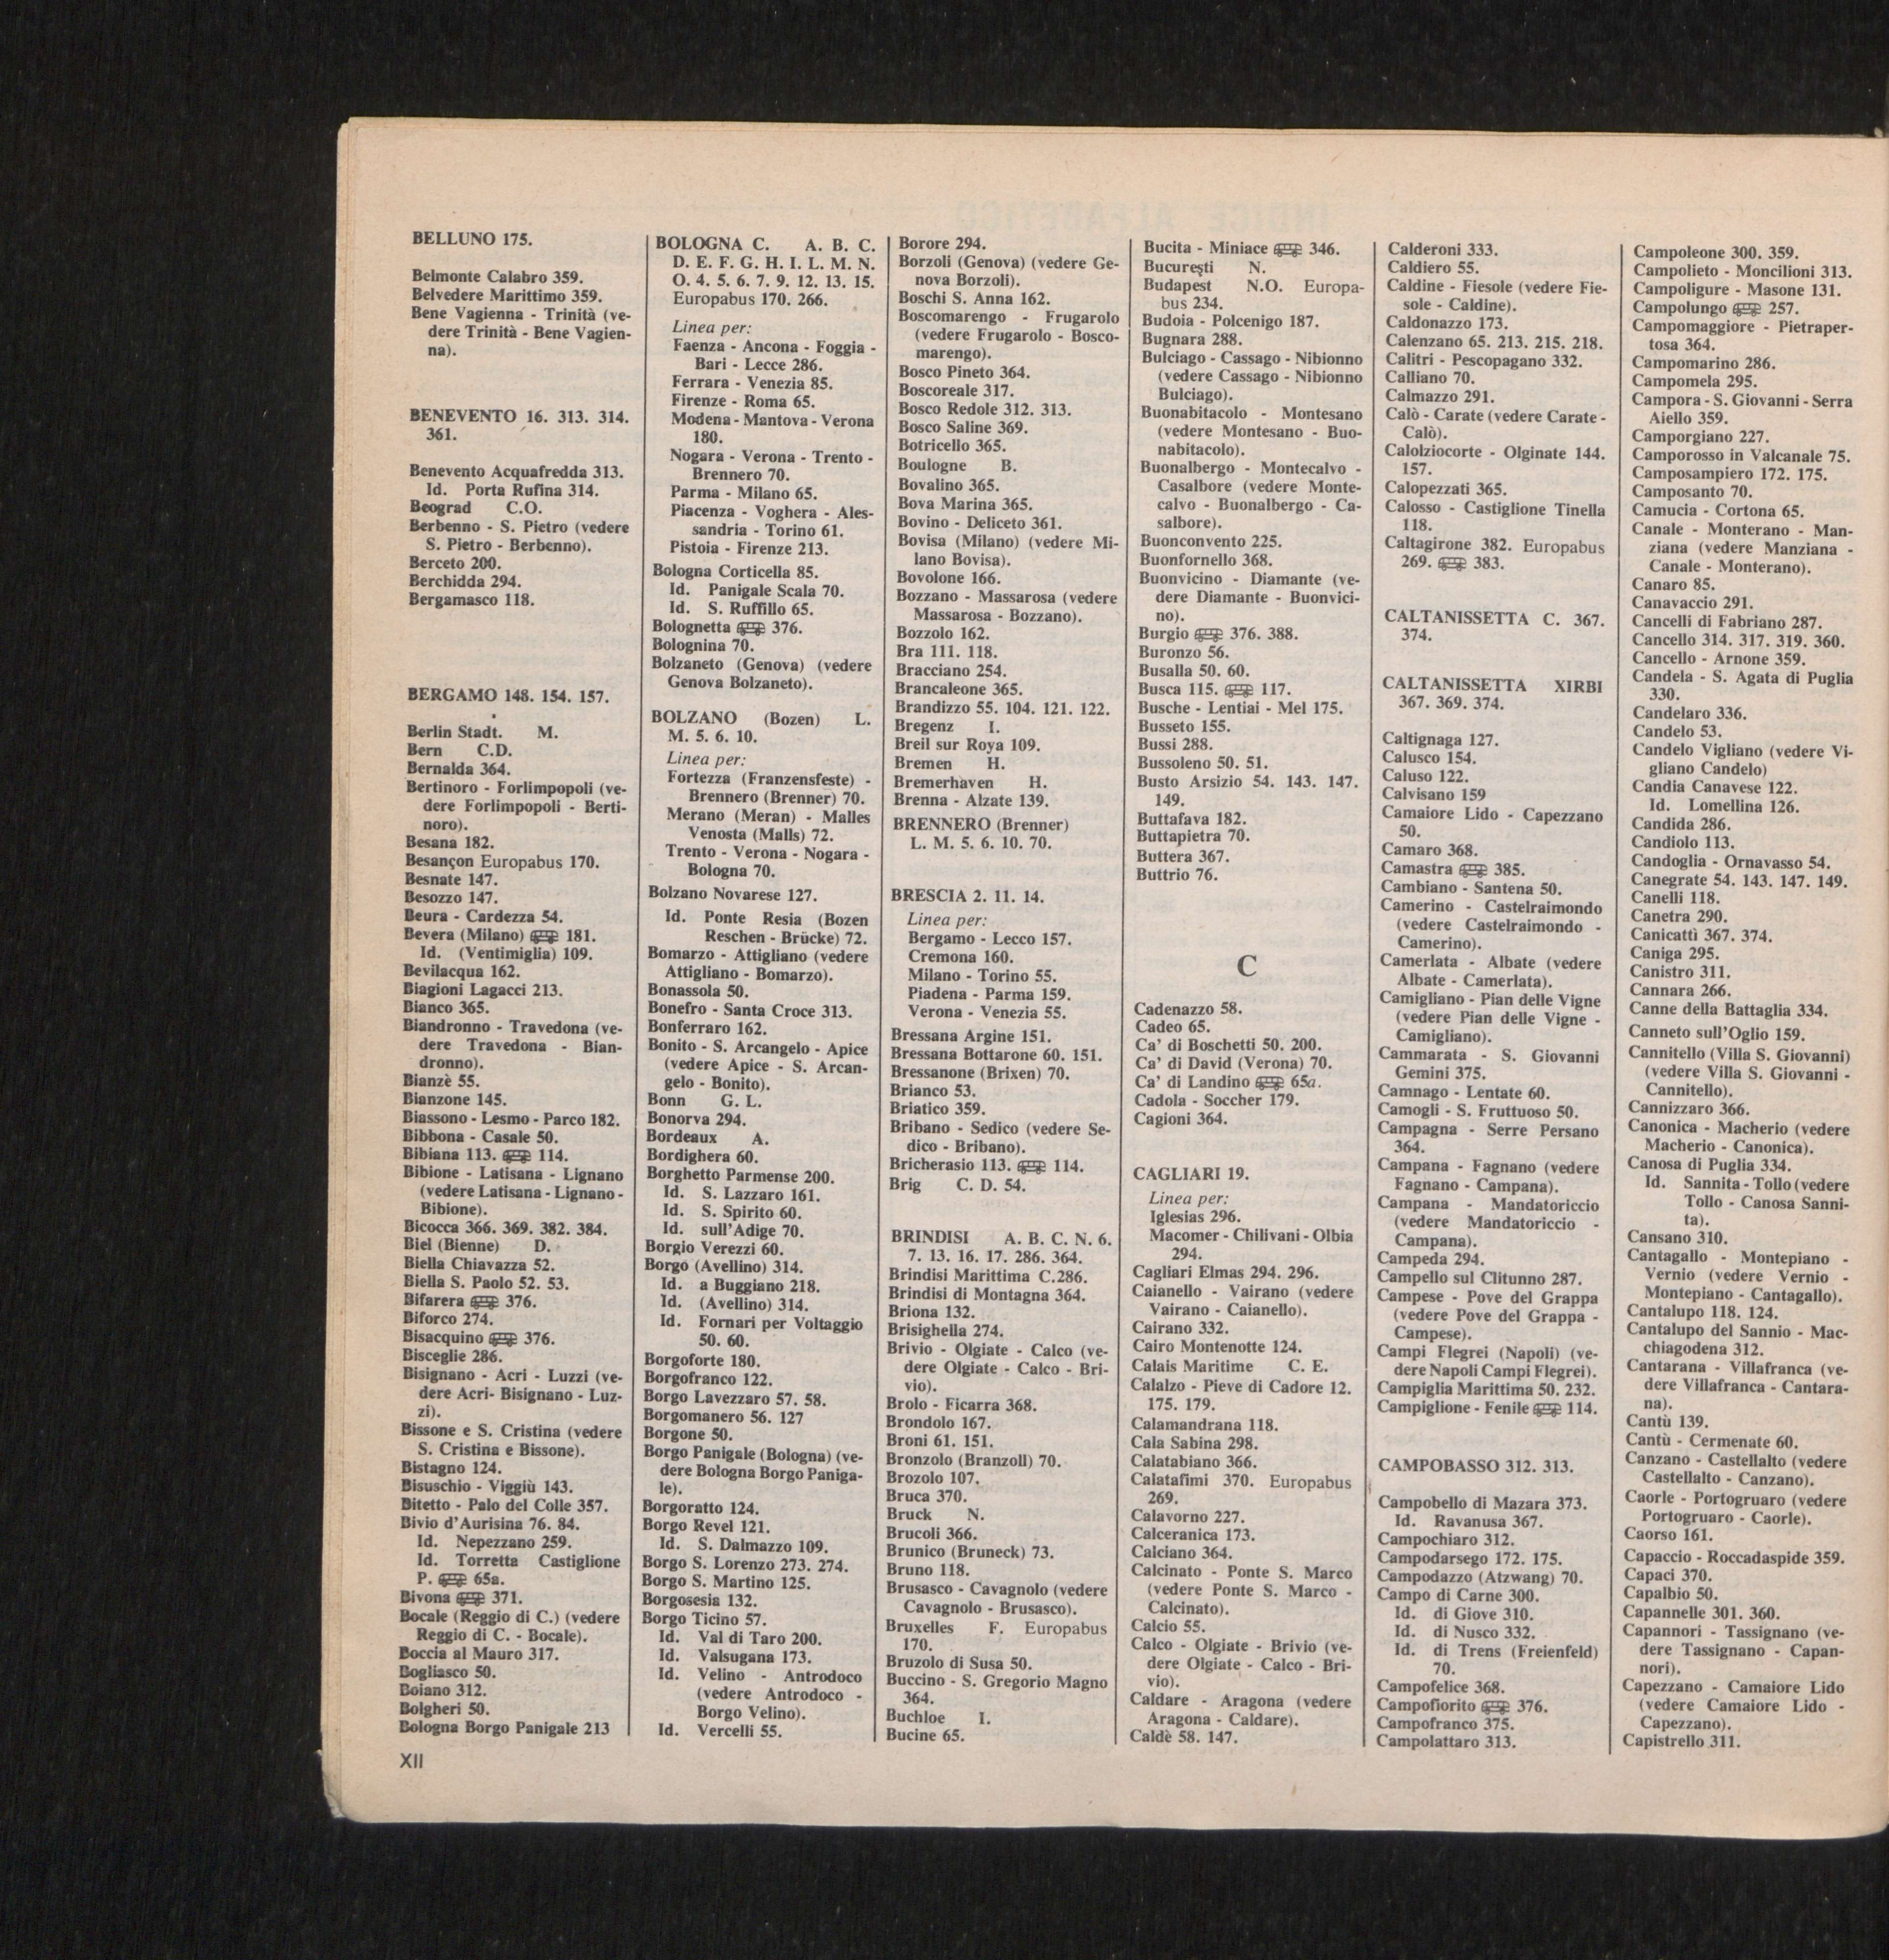 BELLUNO 175.
Belmonte Calabro 359.
Belvedere Marittimo 359.
Bene Vagienna - Trinità (ve-
dere Trinità - Bene Vagien-
na).
BENEVENTO 16. 313. 314.
361.
Benevento Acquafredda 313.
Id. Porta Rufina 314.
Beograd C.O.
Berbenno - S. Pietro (vedere
S. Pietro - Berbenno).
Berceto 200.
Berchidda 294.
Bergamasco 118.
BERGAMO 148. 154. 157.
Berlin Stadt. M.
Bern C.D.
Bernalda 364.
Bertinoro - Forlimpopoli (ve-
dere Forlimpopoli - Berti-
noro).
Besana 182.
Besançon Europabus 170.
Besnate 147.
Besozzo 147.
Beura - Cardezza 54.
Bevera (Milano) 181.
Id. (Ventimiglia) 109.
Bevilacqua 162.
Biagioni Lagacci 213.
Bianco 365.
Biandronno - Travedona (ve-
dere Travedona - Bian-
dronno).
Bianzè 55.
Bianzone 145.
Biassono - Lesmo - Parco 182.
Bibbona - Casale 50.
Bibiana 113. 114.
Bibione - Latisana - Lignano
(vedere Latisana - Lignano -
Bibione).
Bicocca 366. 369. 382. 384.
Biel (Bienne) D.
Biella Chiavazza 52.
Biella S. Paolo 52. 53.
Bifarera 376.
Biforco 274.
Bisacquino 376.
Bisceglie 286.
Bisignano - Acri - Luzzi (ve-
dere Acri- Bisignano - Luz-
zi).
Bissone e S. Cristina (vedere
S. Cristina e Bissone).
Bistagno 124.
Bisuschio - Viggiù 143.
Bitetto - Palo del Colle 357.
Bivio d'Aurisina 76. 84.
Id. Nepezzano 259.
Id. Torretta Castiglione
P. 65a.
Bivona 371.
Bocale (Reggio di C.) (vedere
Reggio di C. - Bocale).
Boccia al Mauro 317.
Bogliasco 50.
Boiano 312.
Bolgheri 50.
Bologna Borgo Panigale 213
XII
BOLOGNA C. A. B. C.
D. E. F. G. H. I. L. M. N.
O. 4. 5. 6. 7. 9. 12. 13. 15.
Europabus 170. 266.
Linea per:
Faenza - Ancona - Foggia -
Bari - Lecce 286.
Ferrara - Venezia 85.
Firenze - Roma 65.
Modena - Mantova - Verona
180.
Nogara - Verona - Trento -
Brennero 70.
Parma - Milano 65.
Piacenza - Voghera - Ales-
sandria - Torino 61.
Pistoia - Firenze 213.
Bologna Corticella 85.
Id. Panigale Scala 70.
Id. S. Ruffillo 65.
Bolognetta 376.
Bolognina 70.
Bolzaneto (Genova) (vedere
Genova Bolzaneto).
BOLZANO (Bozen) L.
M. 5. 6. 10.
Linea per:
Fortezza (Franzensfeste) -
Brennero (Brenner) 70.
Merano (Meran) - Malles
Venosta (Malls) 72.
Trento - Verona - Nogara -
Bologna 70.
Bolzano Novarese 127.
Id. Ponte Resia (Bozen
Reschen - Brücke) 72.
Bomarzo - Attigliano (vedere
Attigliano - Bomarzo).
Bonassola 50.
Bonefro - Santa Croce 313.
Bonferraro 162.
Bonito - S. Arcangelo - Apice
(vedere Apice - S. Arcan-
gelo - Bonito).
Bonn G. L.
Bonorva 294.
Bordeaux A.
Bordighera 60.
Borghetto Parmense 200.
Id. S. Lazzaro 161.
Id. S. Spirito 60.
Id. sull'Adige 70.
Borgio Verezzi 60.
Borgo (Avellino) 314.
Id. a Buggiano 218.
Id. (Avellino) 314.
Id. Fornari per Voltaggio
50. 60.
Borgoforte 180.
Borgofranco 122.
Borgo Lavezzaro 57. 58.
Borgomanero 56. 127
Borgone 50.
Borgo Panigale (Bologna) (ve-
dere Bologna Borgo Paniga-
le).
Borgoratto 124.
Borgo Revel 121.
Id. S. Dalmazzo 109.
Borgo S. Lorenzo 273. 274.
Borgo S. Martino 125.
Borgosesia 132.
Borgo Ticino 57.
Id. Val di Taro 200.
Id. Valsugana 173.
Id. Velino - Antrodoco
(vedere Antrodoco -
Borgo Velino).
Id. Vercelli 55.
Borore 294.
Borzoli (Genova) (vedere Ge-
nova Borzoli).
Boschi S. Anna 162.
Boscomarengo - Frugarolo
(vedere Frugarolo - Bosco-
marengo).
Bosco Pineto 364.
Boscoreale 317.
Bosco Redole 312. 313.
Bosco Saline 369.
Botricello 365.
Boulogne B.
Bovalino 365.
Bova Marina 365.
Bovino - Deliceto 361.
Bovisa (Milano) (vedere Mi-
lano Bovisa).
Bovolone 166.
Bozzano - Massarosa (vedere
Massarosa - Bozzano).
Bozzolo 162.
Bra 111. 118.
Bracciano 254.
Brancaleone 365.
Brandizzo 55. 104. 121. 122.
Bregenz I.
Breil sur Roya 109.
Bremen H.
Bremerhaven H.
Brenna - Alzate 139.
BRENNERO (Brenner)
L. M. 5. 6. 10. 70.
BRESCIA 2. 11. 14.
Linea per:
Bergamo - Lecco 157.
Cremona 160.
Milano - Torino 55.
Piadena - Parma 159.
Verona - Venezia 55.
Bressana Argine 151.
Bressana Bottarone 60. 151.
Bressanone (Brixen) 70.
Brianco 53.
Briatico 359.
Bribano - Sedico (vedere Se-
dico - Bribano).
Bricherasio 113. 114.
Brig C. D. 54.
BRINDISI A. B. C. N. 6.
7. 13. 16. 17. 286. 364.
Brindisi Marittima C.286.
Brindisi di Montagna 364.
Briona 132.
Brisighella 274.
Brivio - Olgiate - Calco (ve-
dere Olgiate - Calco - Bri-
vio).
Brolo - Ficarra 368.
Brondolo 167.
Broni 61. 151.
Bronzolo (Branzoll) 70.
Brozolo 107.
Bruca 370.
Bruck N.
Brucoli 366.
Brunico (Bruneck) 73.
Bruno 118.
Brusasco - Cavagnolo (vedere
Cavagnolo - Brusasco).
Bruxelles F. Europabus
170.
Bruzolo di Susa 50.
Buccino - S. Gregorio Magno
364.
Buchloe I.
Bucine 65.
Bucita - Miniace 346.
Bucureşti N.
Budapest N.O. Europa-
bus 234.
Budoia - Polcenigo 187.
Bugnara 288.
Bulciago - Cassago - Nibionno
(vedere Cassago - Nibionno
Bulciago).
Buonabitacolo - Montesano
(vedere Montesano - Buo-
nabitacolo).
Buonalbergo - Montecalvo -
Casalbore (vedere Monte-
calvo - Buonalbergo - Ca-
salbore).
Buonconvento 225.
Buonfornello 368.
Buonvicino - Diamante (ve-
dere Diamante - Buonvici-
no).
Burgio 376. 388.
Buronzo 56.
Busalla 50. 60.
Busca 115. 117.
Busche - Lentiai - Mel 175.
Busseto 155.
Bussi 288.
Bussoleno 50. 51.
Busto Arsizio 54. 143. 147.
149.
Buttafava 182.
Buttapietra 70.
Buttera 367.
Buttrio 76.
C
Cadenazzo 58.
Cadeo 65.
Ca' di Boschetti 50. 200.
Ca' di David (Verona) 70.
Ca' di Landino 65a.
Cadola - Soccher 179.
Cagioni 364.
CAGLIARI 19.
Linea per:
Iglesias 296.
Macomer - Chilivani - Olbia
294.
Cagliari Elmas 294. 296.
Caianello - Vairano (vedere
Vairano - Caianello).
Cairano 332.
Cairo Montenotte 124.
Calais Maritime C. E.
Calalzo - Pieve di Cadore 12.
175. 179.
Calamandrana 118.
Cala Sabina 298.
Calatabiano 366.
Calatafimi 370. Europabus
269.
Calavorno 227.
Calceranica 173.
Calciano 364.
Calcinato - Ponte S. Marco
(vedere Ponte S. Marco -
Calcinato).
Calcio 55.
Calco - Olgiate - Brivio (ve-
dere Olgiate - Calco - Bri-
vio).
Caldare - Aragona (vedere
Aragona - Caldare).
Caldè 58. 147.
Calderoni 333.
Caldiero 55.
Caldine - Fiesole (vedere Fie-
sole - Caldine).
Caldonazzo 173.
Calenzano 65. 213. 215. 218.
Calitri - Pescopagano 332.
Calliano 70.
Calmazzo 291.
Calò - Carate (vedere Carate -
Calò).
Calolziocorte - Olginate 144.
157.
Calopezzati 365.
Calosso - Castiglione Tinella
118.
Caltagirone 382. Europabus
269. 383.
CALTANISSETTA C. 367.
374.
CALTANISSETTA XIRBI
367. 369. 374.
Caltignaga 127.
Calusco 154.
Caluso 122.
Calvisano 159
Camaiore Lido - Capezzano
50.
Camaro 368.
Camastra 385.
Cambiano - Santena 50.
Camerino - Castelraimondo
(vedere Castelraimondo -
Camerino).
Camerlata - Albate (vedere
Albate - Camerlata).
Camigliano - Pian delle Vigne
(vedere Pian delle Vigne -
Camigliano).
Cammarata - S. Giovanni
Gemini 375.
Camnago - Lentate 60.
Camogli - S. Fruttuoso 50.
Campagna - Serre Persano
364.
Campana - Fagnano (vedere
Fagnano - Campana).
Campana - Mandatoriccio
(vedere Mandatoriccio -
Campana).
Campeda 294.
Campello sul Clitunno 287.
Campese - Pove del Grappa
(vedere Pove del Grappa -
Campese).
Campi Flegrei (Napoli) (ve-
dere Napoli Campi Flegrei).
Campiglia Marittima 50. 232.
Campiglione - Fenile 114.
CAMPOBASSO 312. 313.
Campobello di Mazara 373.
Id. Ravanusa 367.
Campochiaro 312.
Campodarsego 172. 175.
Campodazzo (Atzwang) 70.
Campo di Carne 300.
Id. di Giove 310.
Id. di Nusco 332.
Id. di Trens (Freienfeld)
70.
Campofelice 368.
Campofiorito 376.
Campofranco 375.
Campolattaro 313.
Campoleone 300. 359.
Campolieto - Moncilioni 313.
Campoligure - Masone 131.
Campolungo 257.
Campomaggiore - Pietraper-
tosa 364.
Campomarino 286.
Campomela 295.
Campora - S. Giovanni - Serra
Aiello 359.
Camporgiano 227.
Camporosso in Valcanale 75.
Camposampiero 172. 175.
Camposanto 70.
Camucia - Cortona 65.
Canale - Monterano - Man-
ziana (vedere Manziana -
Canale - Monterano).
Canaro 85.
Canavaccio 291.
Cancelli di Fabriano 287.
Cancello 314. 317. 319. 360.
Cancello - Arnone 359.
Candela - S. Agata di Puglia
330.
Candelaro 336.
Candelo 53.
Candelo Vigliano (vedere Vi-
gliano Candelo)
Candia Canavese 122.
Id. Lomellina 126.
Candida 286.
Candiolo 113.
Candoglia - Ornavasso 54.
Canegrate 54. 143. 147. 149.
Canelli 118.
Canetra 290.
Canicattì 367. 374.
Caniga 295.
Canistro 311.
Cannara 266.
Canne della Battaglia 334.
Canneto sull'Oglio 159.
Cannitello (Villa S. Giovanni)
(vedere Villa S. Giovanni -
Cannitello).
Cannizzaro 366.
Canonica - Macherio (vedere
Macherio - Canonica).
Canosa di Puglia 334.
Id. Sannita - Tollo (vedere
Tollo - Canosa Sanni-
ta).
Cansano 310.
Cantagallo - Montepiano -
Vernio (vedere Vernio -
Montepiano - Cantagallo).
Cantalupo 118. 124.
Cantalupo del Sannio - Mac-
chiagodena 312.
Cantarana - Villafranca (ve-
dere Villafranca - Cantara-
na).
Cantù 139.
Cantù - Cermenate 60.
Canzano - Castellalto (vedere
Castellalto - Canzano).
Caorle - Portogruaro (vedere
Portogruaro - Caorle).
Caorso 161.
Capaccio - Roccadaspide 359.
Capaci 370.
Capalbio 50.
Capannelle 301. 360.
Capannori - Tassignano (ve-
dere Tassignano - Capan-
nori).
Capezzano - Camaiore Lido
(vedere Camaiore Lido -
Capezzano).
Capistrello 311.